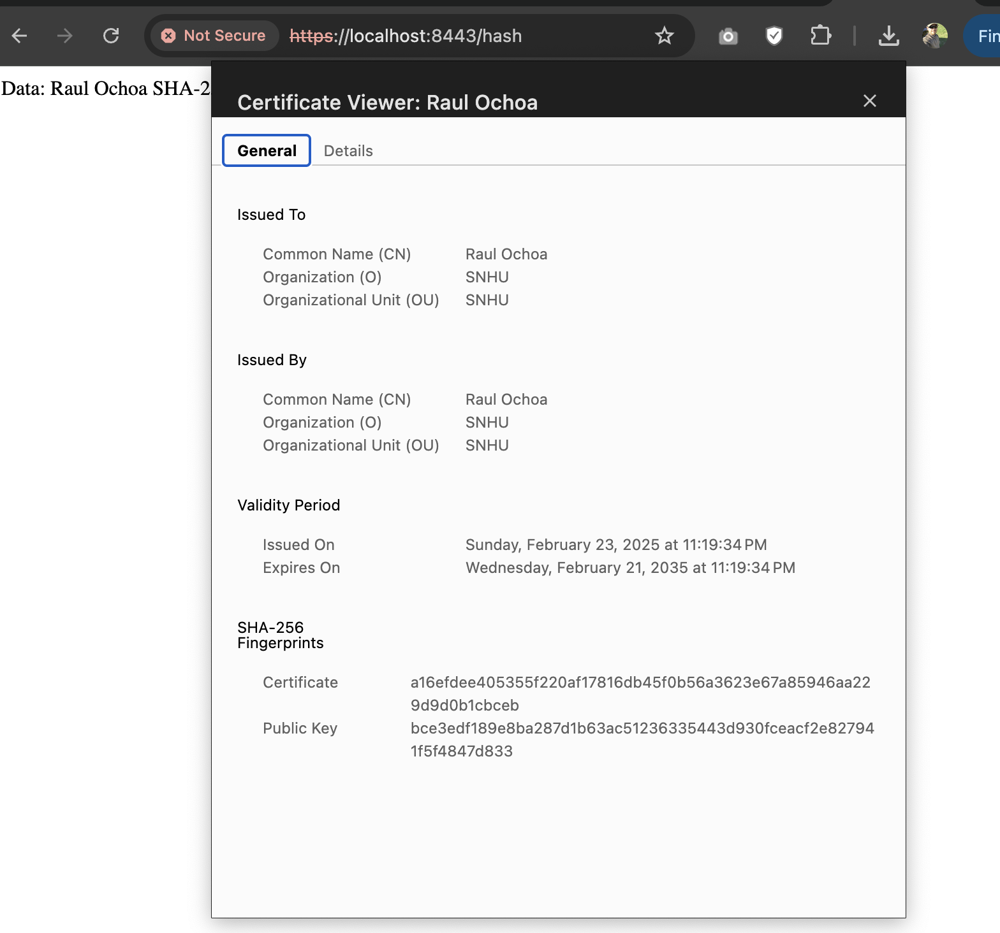 Not Secure https://localhost:8443/hash Fin
Data: Raul Ochoa SHA-2
Certificate Viewer: Raul Ochoa
General Details
Issued To
Common Name (CN) Raul Ochoa
Organization (O) SNHU
Organizational Unit (OU) SNHU
Issued By
Common Name (CN) Raul Ochoa
Organization (O) SNHU
Organizational Unit (OU) SNHU
Validity Period
Issued On Sunday, February 23, 2025 at 11:19:34 PM
Expires On Wednesday, February 21, 2035 at 11:19:34 PM
SHA-256
Fingerprints
Certificate a16efdee405355f220af17816db45f0b56a3623e67a85946aa22
9d9d0b1cbceb
Public Key bce3edf189e8ba287d1b63ac51236335443d930fceacf2e82794
1f5f4847d833